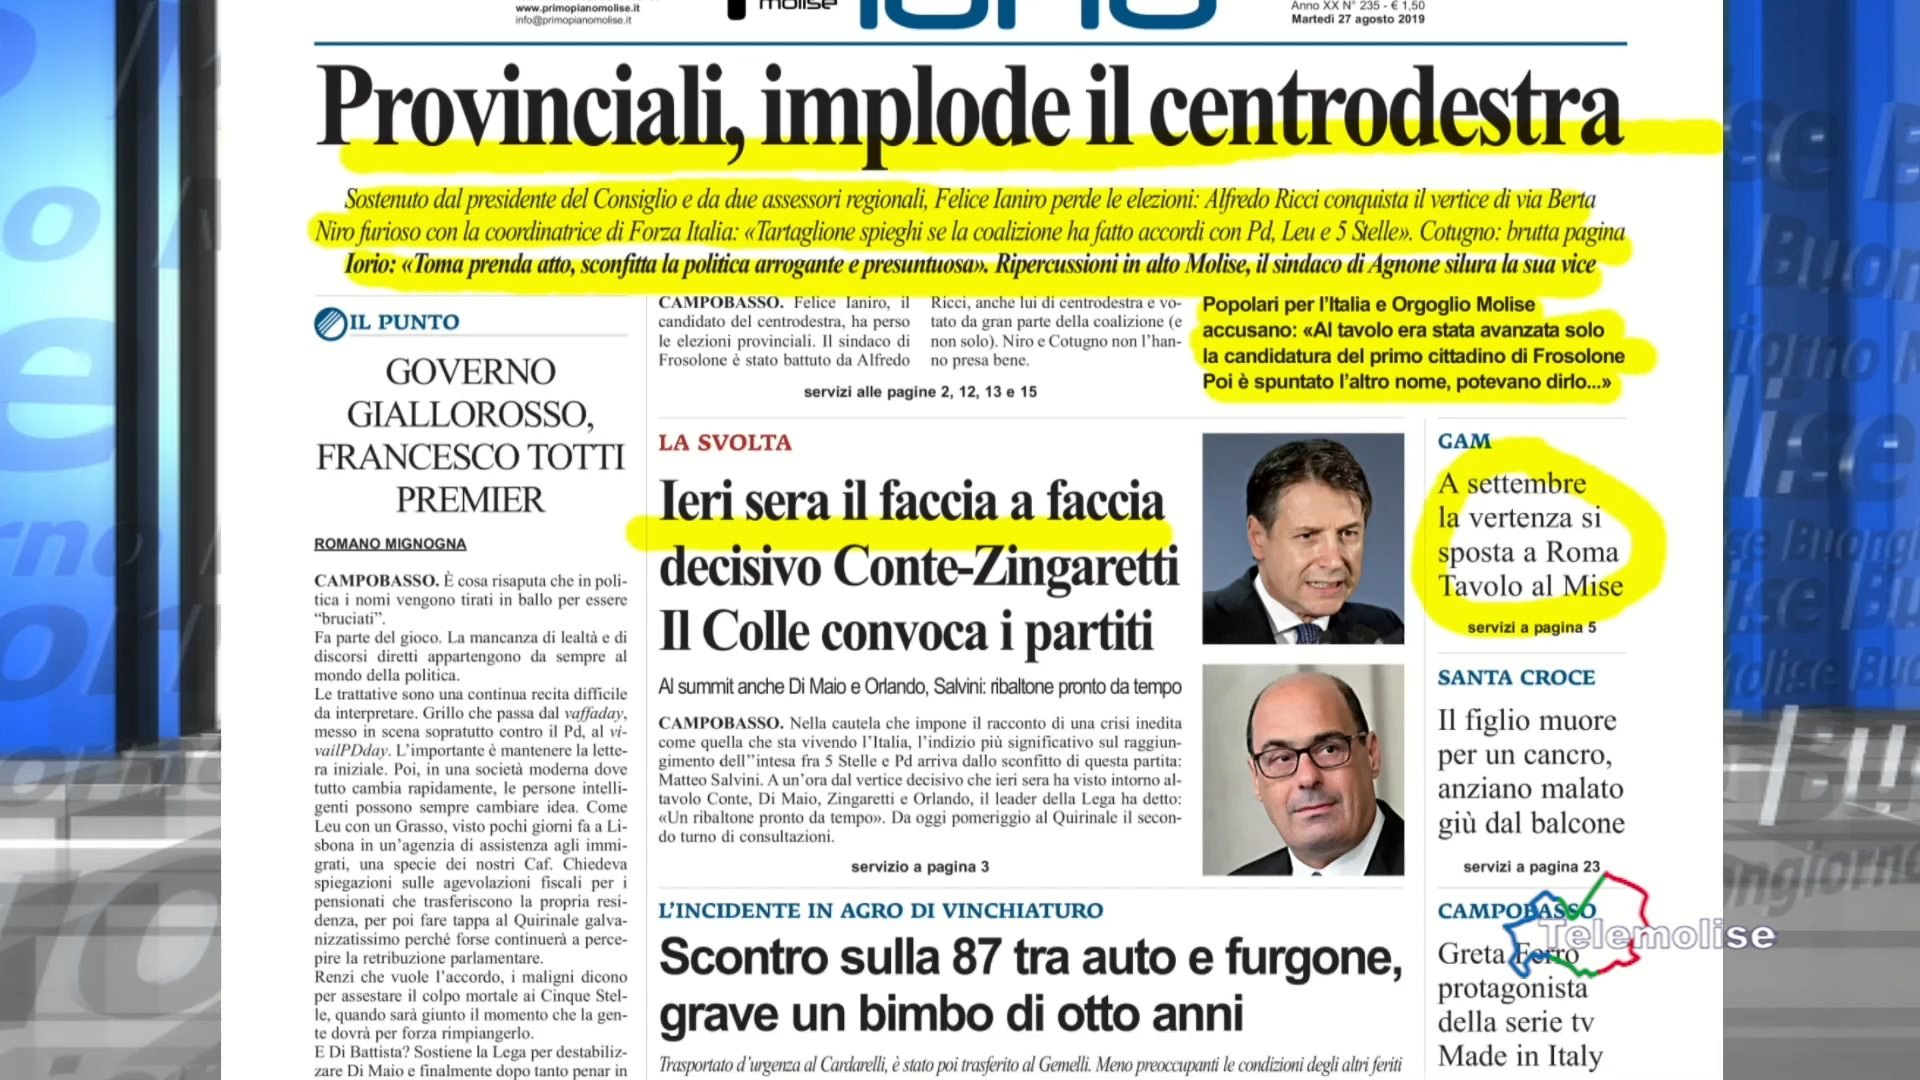 www.primopianomolise.it
info@primopianomolise.it
Anno XX N° 235 - € 1,50
Martedì 27 agosto 2019
Provinciali, implode il centrodestra
Sostenuto dal presidente del Consiglio e da due assessori regionali, Felice Ianiro perde le elezioni: Alfredo Ricci conquista il vertice di via Berta
Niro furioso con la coordinatrice di Forza Italia: «Tartaglione spieghi se la coalizione ha fatto accordi con Pd, Leu e 5 Stelle». Cotugno: brutta pagina
Iorio: «Toma prenda atto, sconfitta la politica arrogante e presuntuosa». Ripercussioni in alto Molise, il sindaco di Agnone silura la sua vice
IL PUNTO
GOVERNO
GIALLOROSSO,
FRANCESCO TOTTI
PREMIER
ROMANO MIGNOGNA
CAMPOBASSO. È cosa risaputa che in poli-
tica i nomi vengono tirati in ballo per essere
“bruciati”.
Fa parte del gioco. La mancanza di lealtà e di
discorsi diretti appartengono da sempre al
mondo della politica.
Le trattative sono una continua recita difficile
da interpretare. Grillo che passa dal vaffaday,
messo in scena sopratutto contro il Pd, al vi-
vailPDday. L’importante è mantenere la lette-
ra iniziale. Poi, in una società moderna dove
tutto cambia rapidamente, le persone intelli-
genti possono sempre cambiare idea. Come
Leu con un Grasso, visto pochi giorni fa a Li-
sbona in un’agenzia di assistenza agli immi-
grati, una specie dei nostri Caf. Chiedeva
spiegazioni sulle agevolazioni fiscali per i
pensionati che trasferiscono la propria resi-
denza, per poi fare tappa al Quirinale galva-
nizzatissimo perché forse continuerà a perce-
pire la retribuzione parlamentare.
Renzi che vuole l’accordo, i maligni dicono
per assestare il colpo mortale ai Cinque Stel-
le, quando sarà giunto il momento che la gen-
te dovrà per forza rimpiangerlo.
E Di Battista? Sostiene la Lega per destabiliz-
zare Di Maio e finalmente dopo tanto penar in
CAMPOBASSO. Felice Ianiro, il
candidato del centrodestra, ha perso
le elezioni provinciali. Il sindaco di
Frosolone è stato battuto da Alfredo
Ricci, anche lui di centrodestra e vo-
tato da gran parte della coalizione (e
non solo). Niro e Cotugno non l’han-
no presa bene.
servizi alle pagine 2, 12, 13 e 15
Popolari per l’Italia e Orgoglio Molise
accusano: «Al tavolo era stata avanzata solo
la candidatura del primo cittadino di Frosolone
Poi è spuntato l’altro nome, potevano dirlo...»
LA SVOLTA
Ieri sera il faccia a faccia
decisivo Conte-Zingaretti
Il Colle convoca i partiti
Al summit anche Di Maio e Orlando, Salvini: ribaltone pronto da tempo
CAMPOBASSO. Nella cautela che impone il racconto di una crisi inedita
come quella che sta vivendo l’Italia, l’indizio più significativo sul raggiun-
gimento dell’’intesa fra 5 Stelle e Pd arriva dallo sconfitto di questa partita:
Matteo Salvini. A un’ora dal vertice decisivo che ieri sera ha visto intorno al-
tavolo Conte, Di Maio, Zingaretti e Orlando, il leader della Lega ha detto:
«Un ribaltone pronto da tempo». Da oggi pomeriggio al Quirinale il secon-
do turno di consultazioni.
servizio a pagina 3
L’INCIDENTE IN AGRO DI VINCHIATURO
Scontro sulla 87 tra auto e furgone,
grave un bimbo di otto anni
Trasportato d’urgenza al Cardarelli, è stato poi trasferito al Gemelli. Meno preoccupanti le condizioni degli altri feriti
GAM
A settembre
la vertenza si
sposta a Roma
Tavolo al Mise
servizi a pagina 5
SANTA CROCE
Il figlio muore
per un cancro,
anziano malato
giù dal balcone
servizi a pagina 23
CAMPOBASSO
Greta Ferro
protagonista
della serie tv
Made in Italy
Telemolise